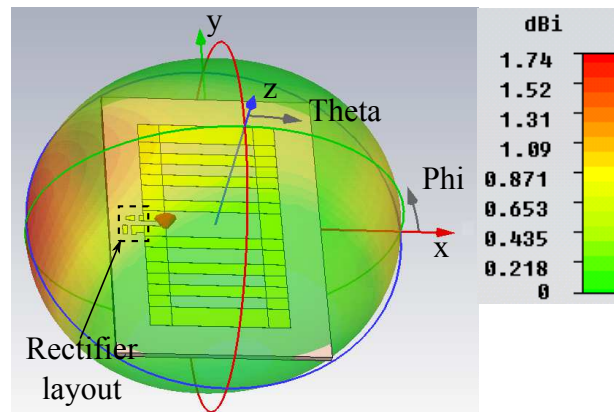 dBi
1.74
1.52
1.31
1.09
0.871
0.653
0.435
0.218
0
y
z
Theta
Phi
x
Rectifier
layout